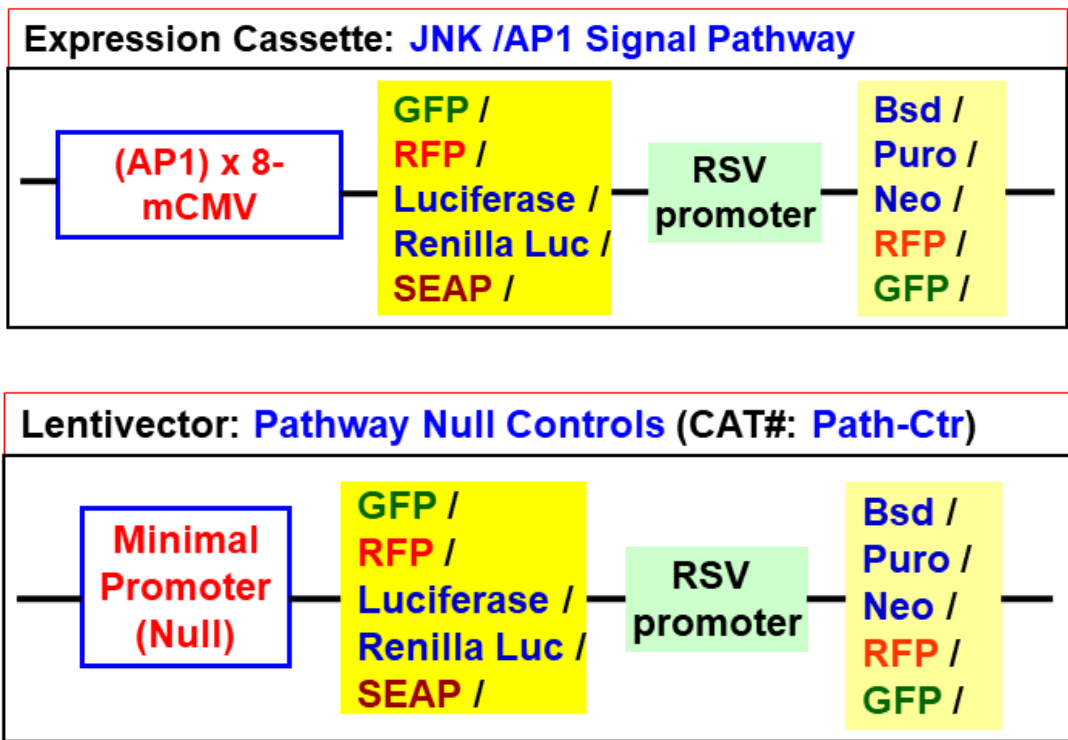 Expression Cassette: JNK /AP1 Signal Pathway
(AP1) x 8-
mCMV
GFP /
RFP /
Luciferase /
Renilla Luc /
SEAP /
RSV
promoter
Bsd /
Puro /
Neo /
RFP /
GFP /
Lentivector: Pathway Null Controls (CAT#: Path-Ctr)
Minimal
Promoter
(Null)
GFP /
RFP /
Luciferase /
Renilla Luc /
SEAP /
RSV
promoter
Bsd /
Puro /
Neo /
RFP /
GFP /